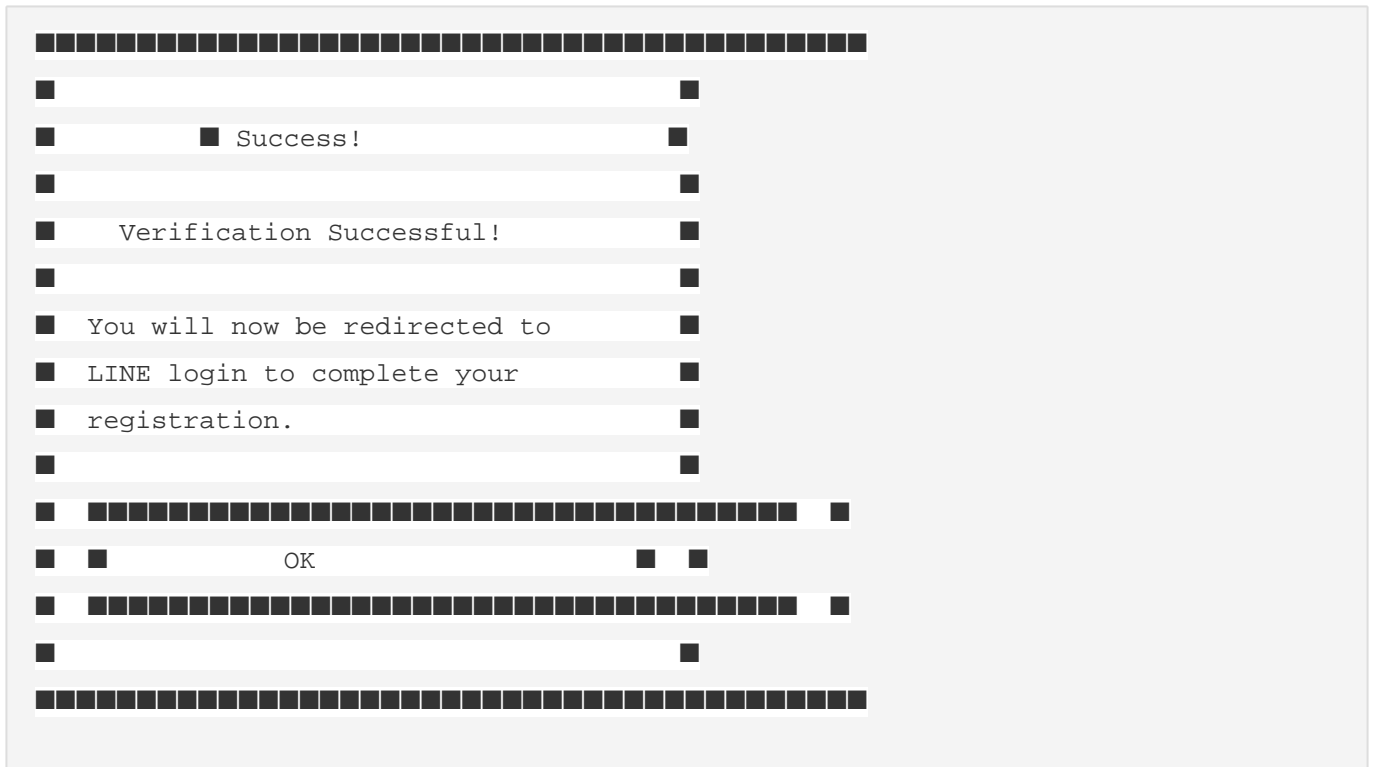 ■■■■■■■■■■■■■■■■■■■■■■■■■■■■■■■■■■■■■■■■■
■ ■
■ ■ Success! ■
■ ■
■ Verification Successful! ■
■ ■
■ You will now be redirected to ■
■ LINE login to complete your ■
■ registration. ■
■ ■
■ ■■■■■■■■■■■■■■■■■■■■■■■■■■■■■■■■■■■ ■
■ ■ OK ■ ■
■ ■■■■■■■■■■■■■■■■■■■■■■■■■■■■■■■■■■■ ■
■ ■
■■■■■■■■■■■■■■■■■■■■■■■■■■■■■■■■■■■■■■■■■